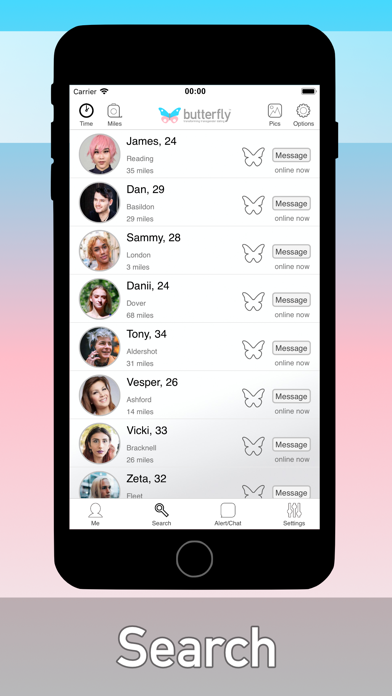 Carrier 00:00
Time Miles butterfly Pics Options
James, 24
Reading
35 miles
Message
online now
Dan, 29
Basildon
29 miles
Message
online now
Sammy, 28
London
3 miles
Message
online now
Danii, 24
Dover
68 miles
Message
online now
Tony, 34
Aldershot
31 miles
Message
online now
Vesper, 26
Ashford
14 miles
Message
online now
Vicki, 33
Bracknell
26 miles
Message
online now
Zeta, 32
Fleet
Message
Me Search Alert/Chat Settings
Search